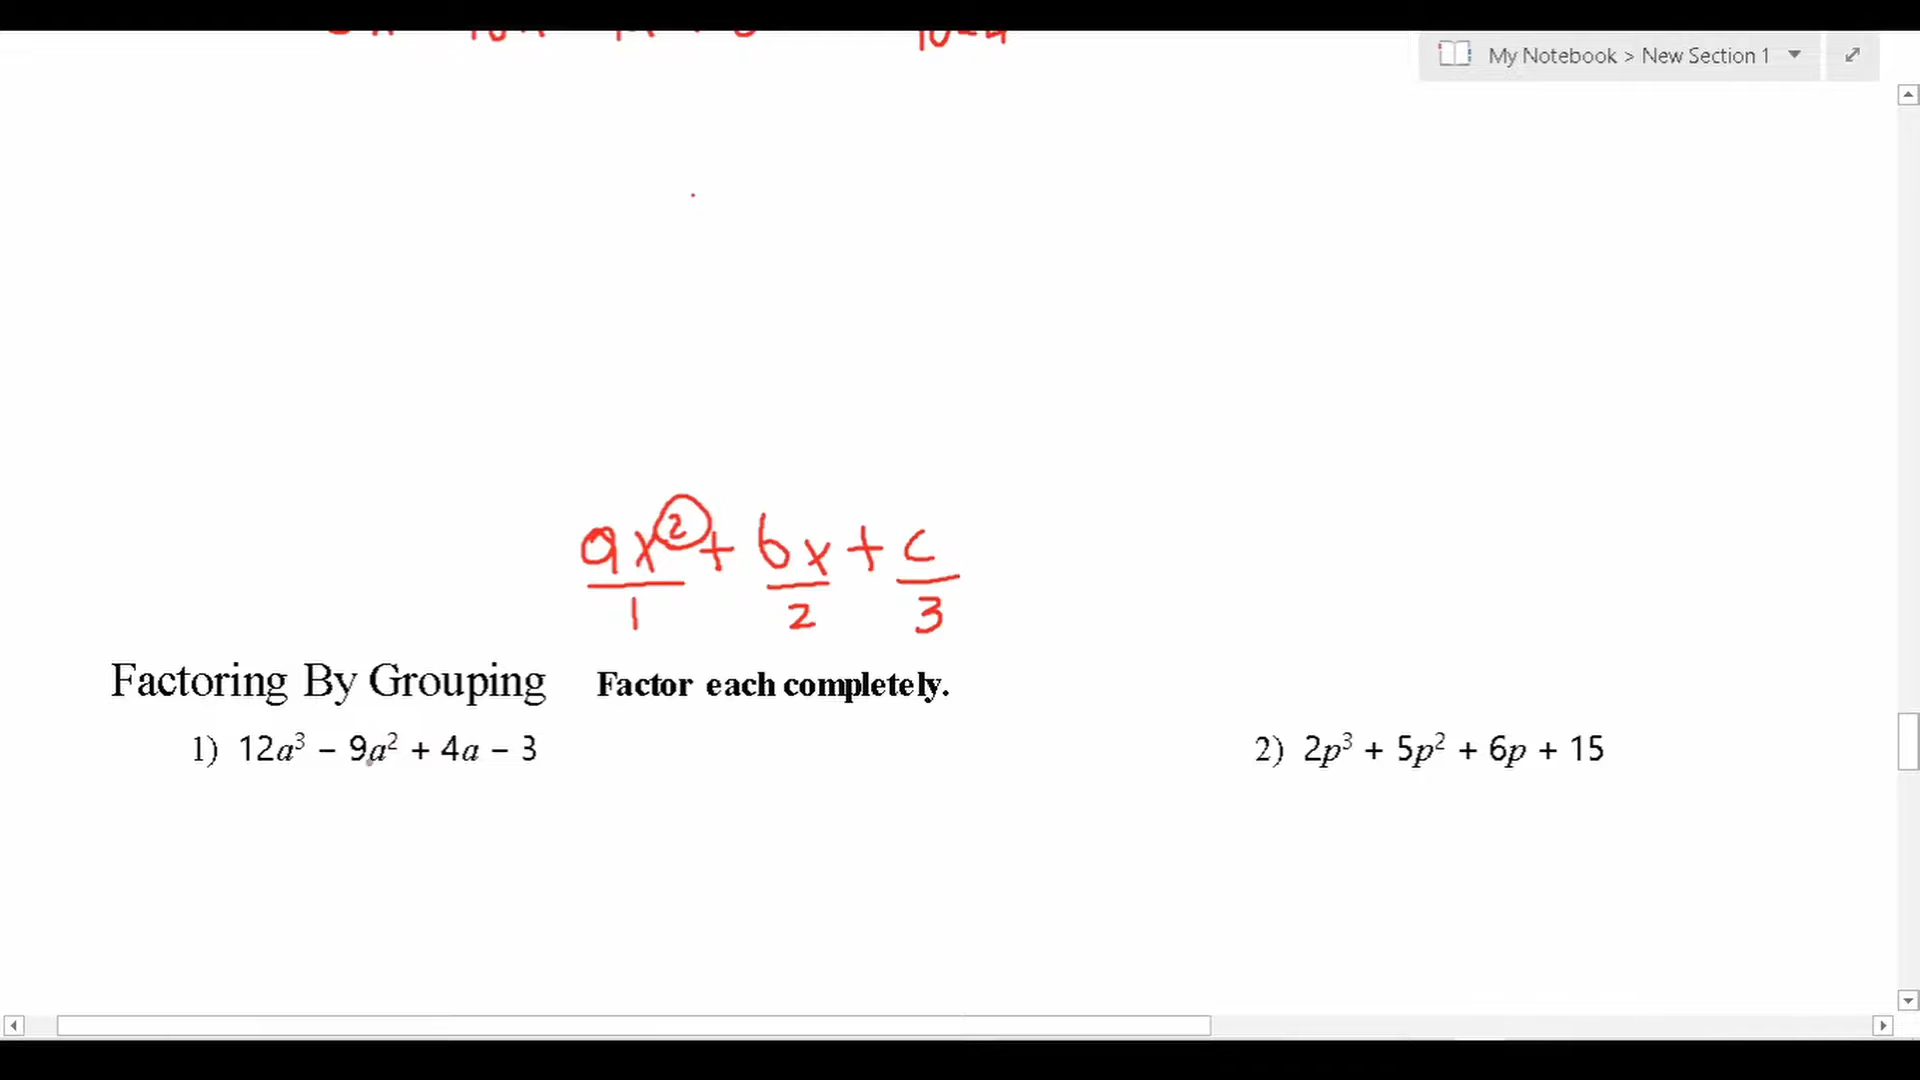 My Notebook > New Section 1
ax² + bx + c
1 2 3
Factoring By Grouping Factor each completely.
1) 12a³ − 9a² + 4a − 3
2) 2p³ + 5p² + 6p + 15